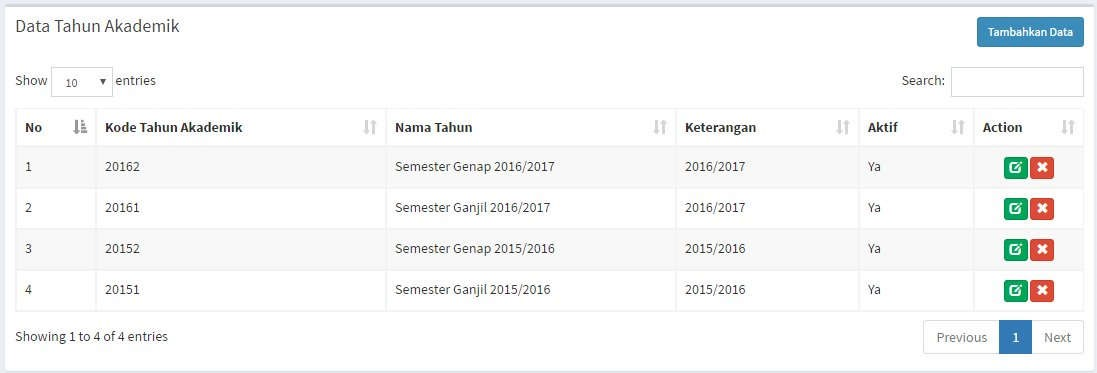 Data Tahun Akademik
Tambahkan Data
Show 10 entries
Search:
No Kode Tahun Akademik Nama Tahun Keterangan Aktif Action
1 20162 Semester Genap 2016/2017 2016/2017 Ya
2 20161 Semester Ganjil 2016/2017 2016/2017 Ya
3 20152 Semester Genap 2015/2016 2015/2016 Ya
4 20151 Semester Ganjil 2015/2016 2015/2016 Ya
Showing 1 to 4 of 4 entries
Previous 1 Next